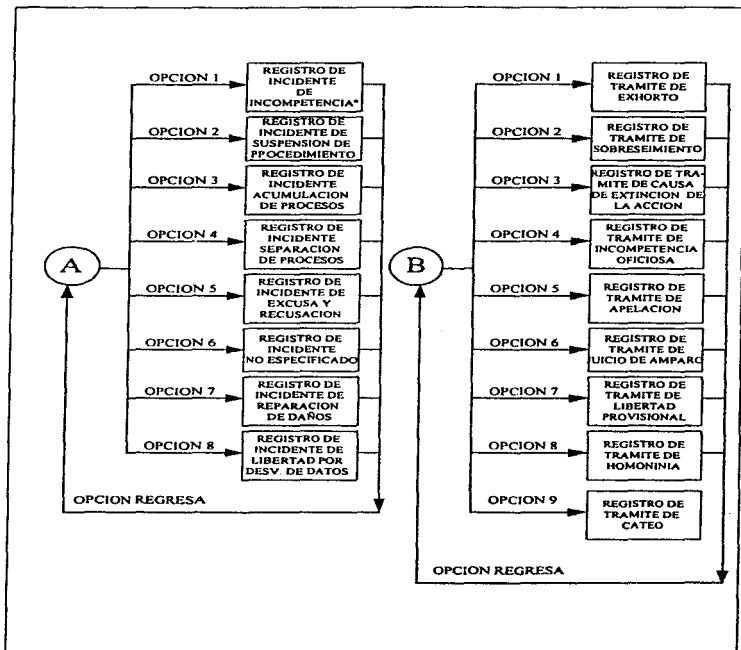 OPCION 1
REGISTRO DE
INCIDENTE
DE
INCOMPETENCIA*
OPCION 2
REGISTRO DE
INCIDENTE DE
SUSPENSION DE
PPOCEDIMIENTO
OPCION 3
REGISTRO DE
INCIDENTE
ACUMULACION
DE PROCESOS
OPCION 4
REGISTRO DE
INCIDENTE
SEPARACION
DE PROCESOS
A
OPCION 5
REGISTRO DE
INCIDENTE
DE EXCUSA Y
RECUSACION
OPCION 6
REGISTRO DE
INCIDENTE
NO ESPECIFICADO
OPCION 7
REGISTRO DE
INCIDENTE DE
REPARACION
DE DAÑOS
OPCION 8
REGISTRO DE
INCIDENTE DE
LIBERTAD POR
DESV. DE DATOS
OPCION REGRESA
OPCION 1
REGISTRO DE
TRAMITE DE
EXHORTO
OPCION 2
REGISTRO DE
TRAMITE DE
SOBRESEIMIENTO
OPCION 3
REGISTRO DE TRA-
MITE DE CAUSA
DE EXTINCION DE
LA ACCION
OPCION 4
REGISTRO DE
TRAMITE DE
INCOMPETENCIA
OFICIOSA
B
OPCION 5
REGISTRO DE
TRAMITE DE
APELACION
OPCION 6
REGISTRO DE
TRAMITE DE
JUICIO DE AMPARO
OPCION 7
REGISTRO DE
TRAMITE DE
LIBERTAD
PROVISIONAL
OPCION 8
REGISTRO DE
TRAMITE DE
HOMONINIA
OPCION 9
REGISTRO DE
TRAMITE DE
CATEO
OPCION REGRESA